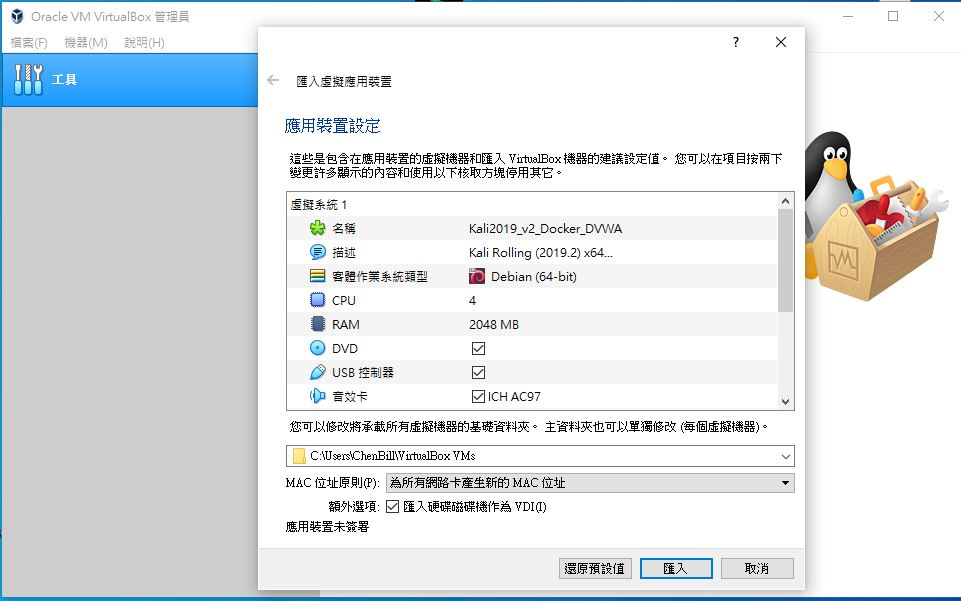 Oracle VM VirtualBox 管理員
檔案(F) 機器(M) 說明(H)
工具
?
匯入虛擬應用裝置
應用裝置設定
這些是包含在應用裝置的虛擬機器和匯入 VirtualBox 機器的建議設定值。 您可以在項目按兩下
變更許多顯示的內容和使用以下核取方塊停用其它。
虛擬系統 1
名稱 Kali2019_v2_Docker_DVWA
描述 Kali Rolling (2019.2) x64...
客體作業系統類型 Debian (64-bit)
CPU 4
RAM 2048 MB
DVD
USB 控制器
音效卡 ICH AC97
您可以修改將承載所有虛擬機器的基礎資料夾。 主資料夾也可以單獨修改 (每個虛擬機器)。
C:\Users\ChenBill\VirtualBox VMs
MAC 位址原則(P): 為所有網路卡產生新的 MAC 位址
額外選項: 匯入硬碟磁碟機作為 VDI(I)
應用裝置未簽署
還原預設值 匯入 取消